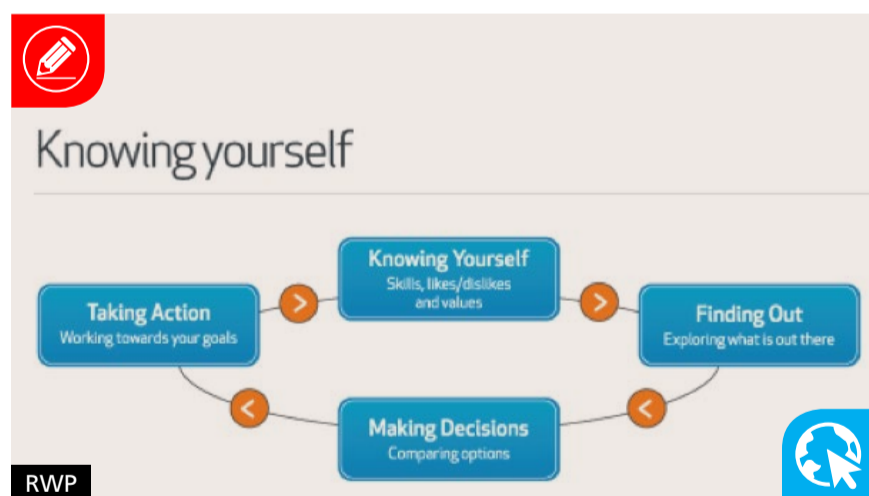 Knowing yourself
Knowing Yourself
Skills, likes/dislikes
and values
Taking Action
Working towards your goals
Finding Out
Exploring what is out there
Making Decisions
Comparing options
RWP